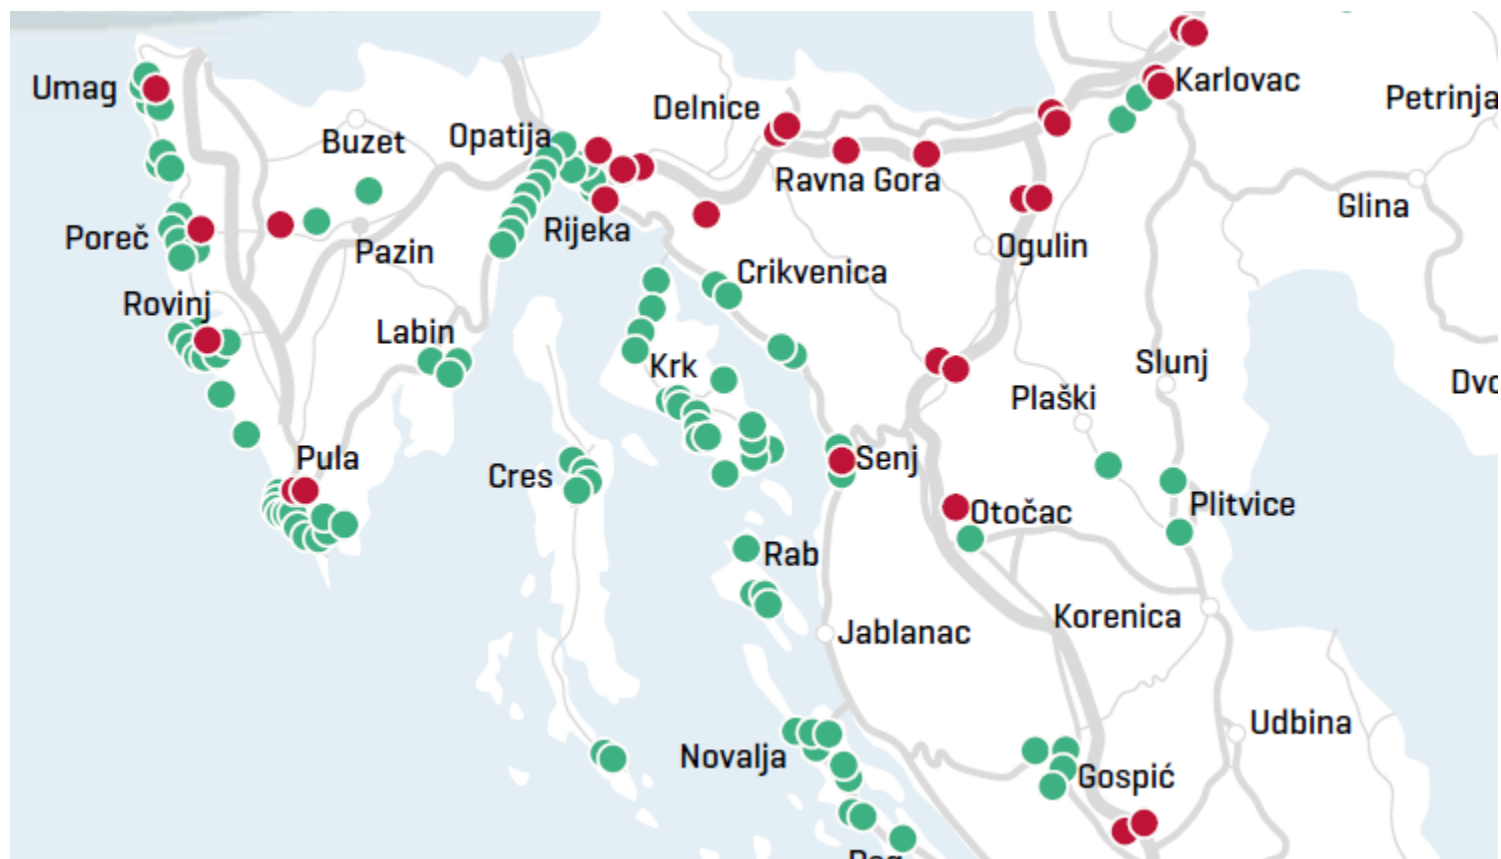 Umag
Karlovac
Petrinja
Delnice
Buzet
Opatija
Ravna Gora
Glina
Poreč
Rijeka
Pazin
Ogulin
Crikvenica
Rovinj
Labin
Krk
Slunj
Dvo
Plaški
Pula
Senj
Cres
Plitvice
Otočac
Rab
Korenica
Jablanac
Udbina
Novalja
Gospić